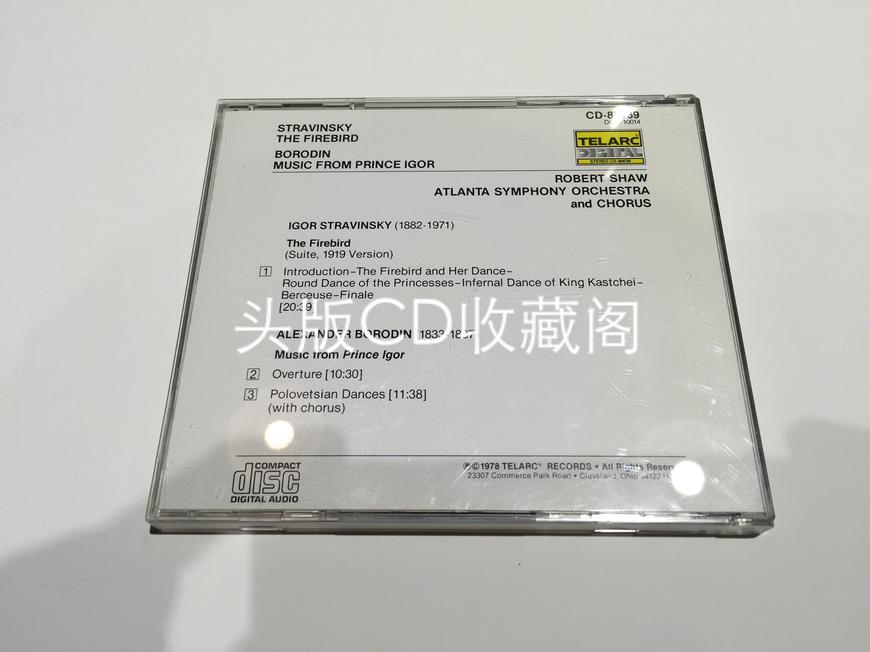 STRAVINSKY
THE FIREBIRD
BORODIN
MUSIC FROM PRINCE IGOR
TELARC
DIGITAL
ROBERT SHAW
ATLANTA SYMPHONY ORCHESTRA
and CHORUS
IGOR STRAVINSKY (1882-1971)
The Firebird
(Suite, 1919 Version)
1 Introduction–The Firebird and Her Dance–
Round Dance of the Princesses–Infernal Dance of King Kastchei–
Berceuse–Finale
[20:39]
头版CD收藏阁
ALEXANDER BORODIN
Music from Prince Igor
2 Overture [10:30]
3 Polovetsian Dances [11:38]
(with chorus)
COMPACT
disc
DIGITAL AUDIO
℗©1978 TELARC® RECORDS • All Rights
23307 Commerce Park Road • Cleveland, Ohio